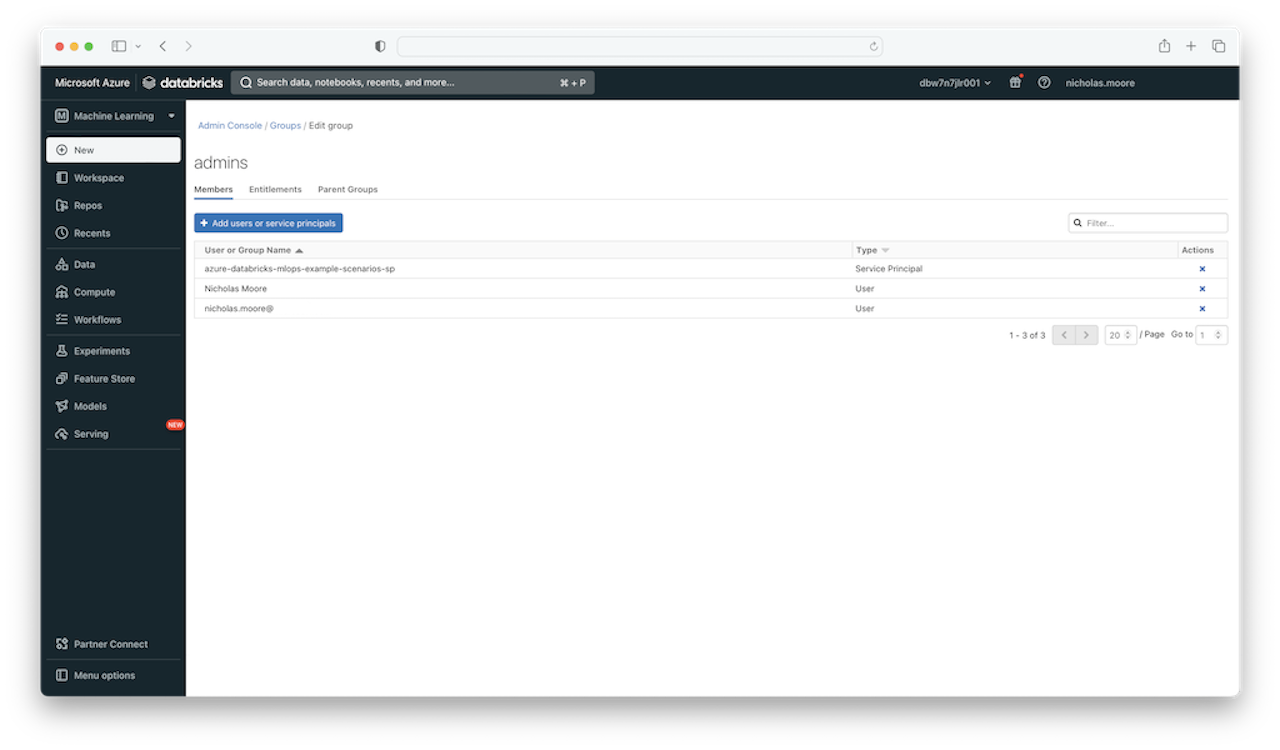 Microsoft Azure databricks Search data, notebooks, recents, and more... ⌘ + P dbw7n7jlr001 nicholas.moore
M Machine Learning
New
Workspace
Repos
Recents
Data
Compute
Workflows
Experiments
Feature Store
Models
NEW
Serving
Partner Connect
Menu options
Admin Console / Groups / Edit group
admins
Members Entitlements Parent Groups
+ Add users or service principals Filter...
User or Group Name Type Actions
azure-databricks-mlops-example-scenarios-sp Service Principal
Nicholas Moore User
nicholas.moore@ User
1 - 3 of 3 20 / Page Go to 1